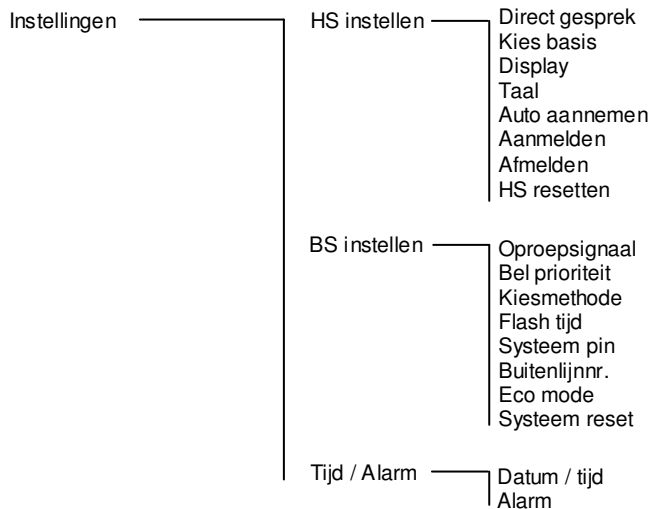 Instellingen
HS instellen
Direct gesprek
Kies basis
Display
Taal
Auto aannemen
Aanmelden
Afmelden
HS resetten
BS instellen
Oproepsignaal
Bel prioriteit
Kiesmethode
Flash tijd
Systeem pin
Buitenlijnnr.
Eco mode
Systeem reset
Tijd / Alarm
Datum / tijd
Alarm